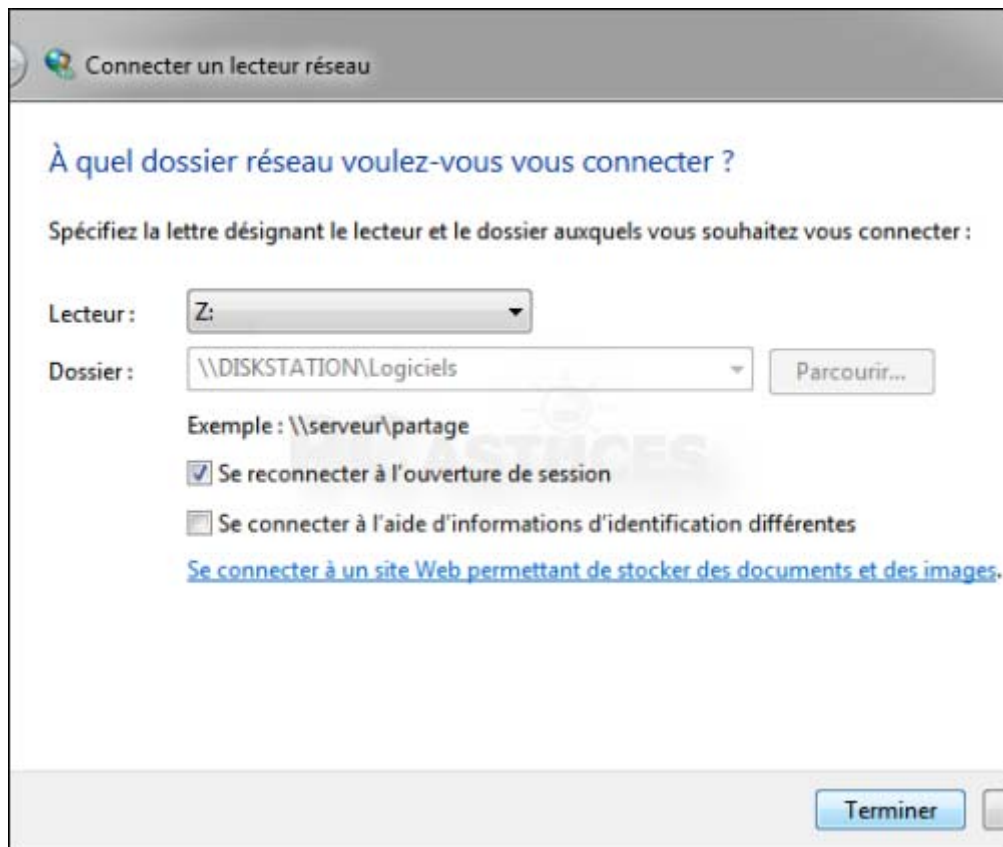 Connecter un lecteur réseau
À quel dossier réseau voulez-vous vous connecter ?
Spécifiez la lettre désignant le lecteur et le dossier auxquels vous souhaitez vous connecter :
Lecteur : Z:
Dossier : \\DISKSTATION\Logiciels Parcourir...
Exemple : \\serveur\partage
ASTUCES
Se reconnecter à l'ouverture de session
Se connecter à l'aide d'informations d'identification différentes
Se connecter à un site Web permettant de stocker des documents et des images.
Terminer